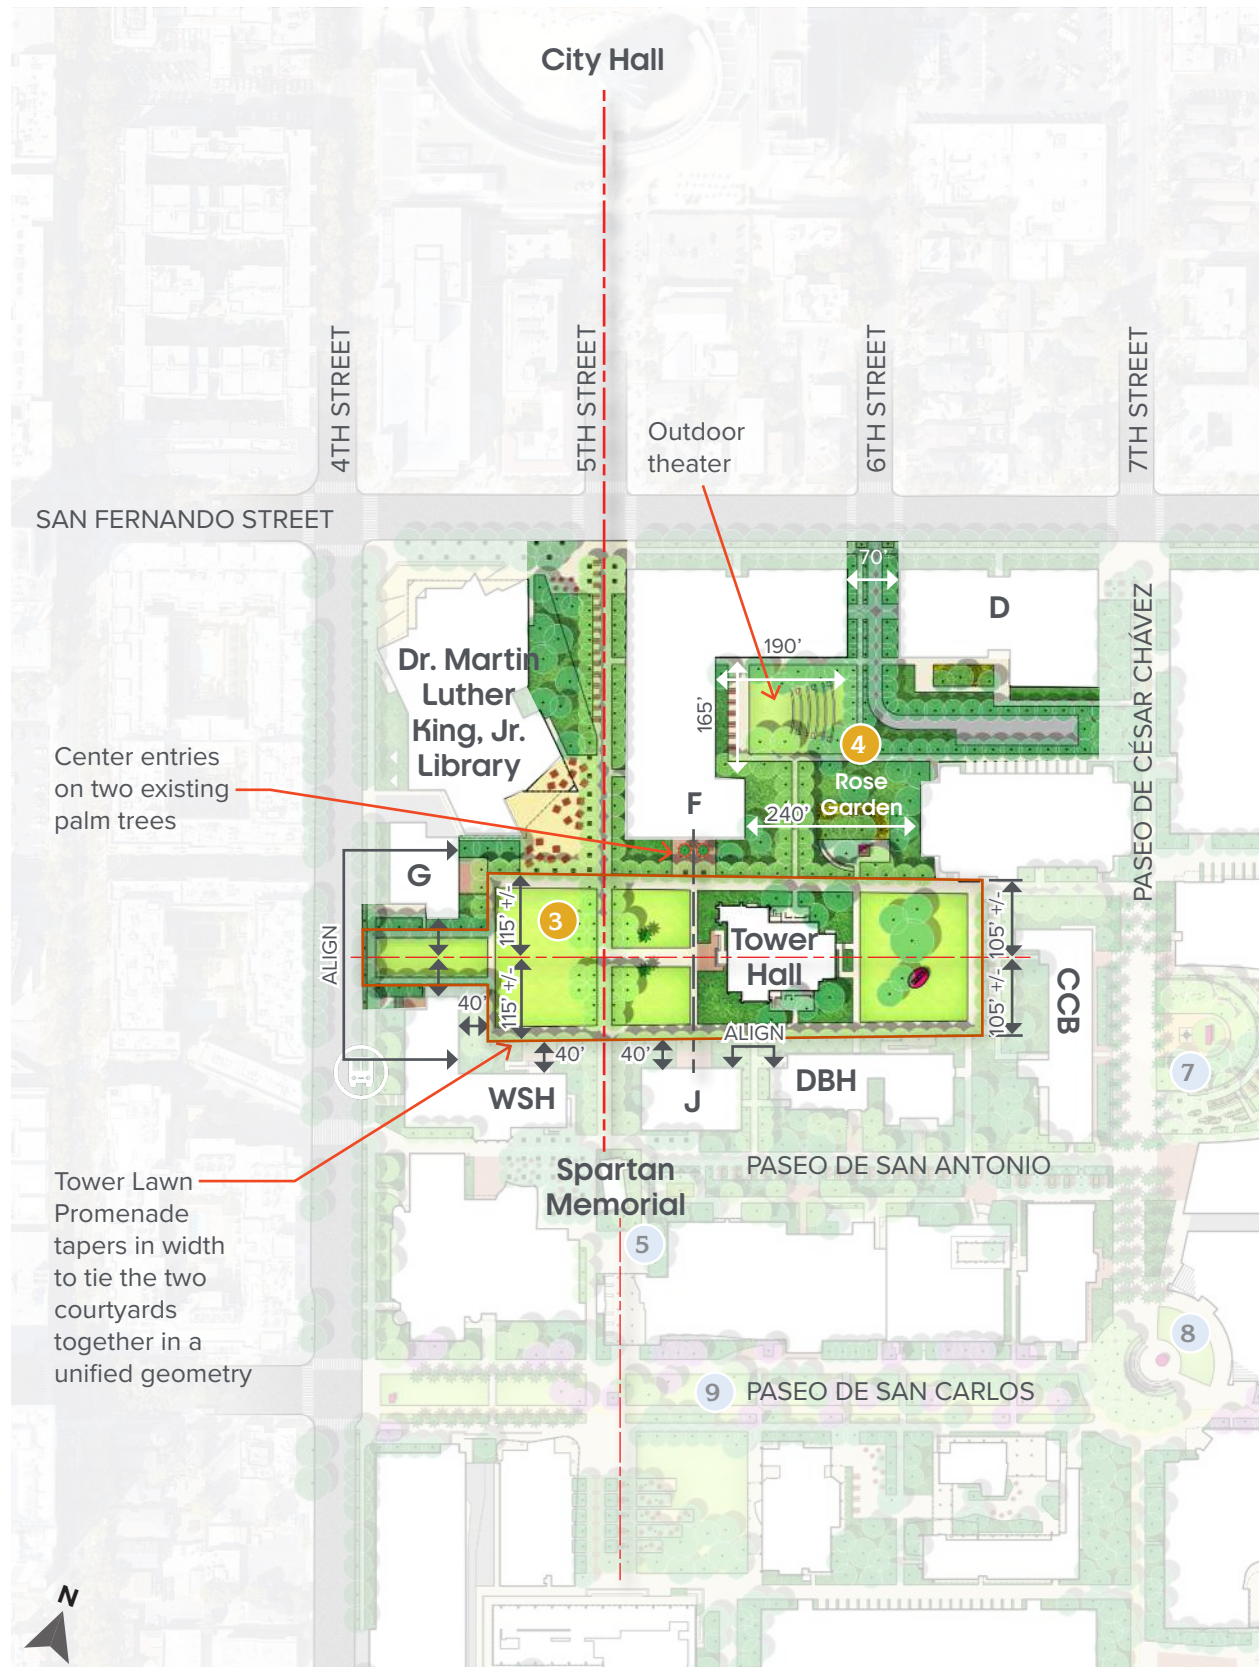 City Hall
4TH STREET
5TH STREET
6TH STREET
7TH STREET
Outdoor
theater
SAN FERNANDO STREET
70’
D
190’
165’
PASEO DE CÉSAR CHÁVEZ
Dr. Martin
Luther
King, Jr.
Library
4
Rose
Garden
240’
Center entries
on two existing
palm trees
F
G
ALIGN
3
115’ +/-
115’ +/-
Tower
Hall
105’ +/-
105’ +/-
CCB
40’
40’
40’
ALIGN
WSH
J
DBH
7
Tower Lawn
Promenade
tapers in width
to tie the two
courtyards
together in a
unified geometry
Spartan
Memorial
PASEO DE SAN ANTONIO
5
8
9
PASEO DE SAN CARLOS
N